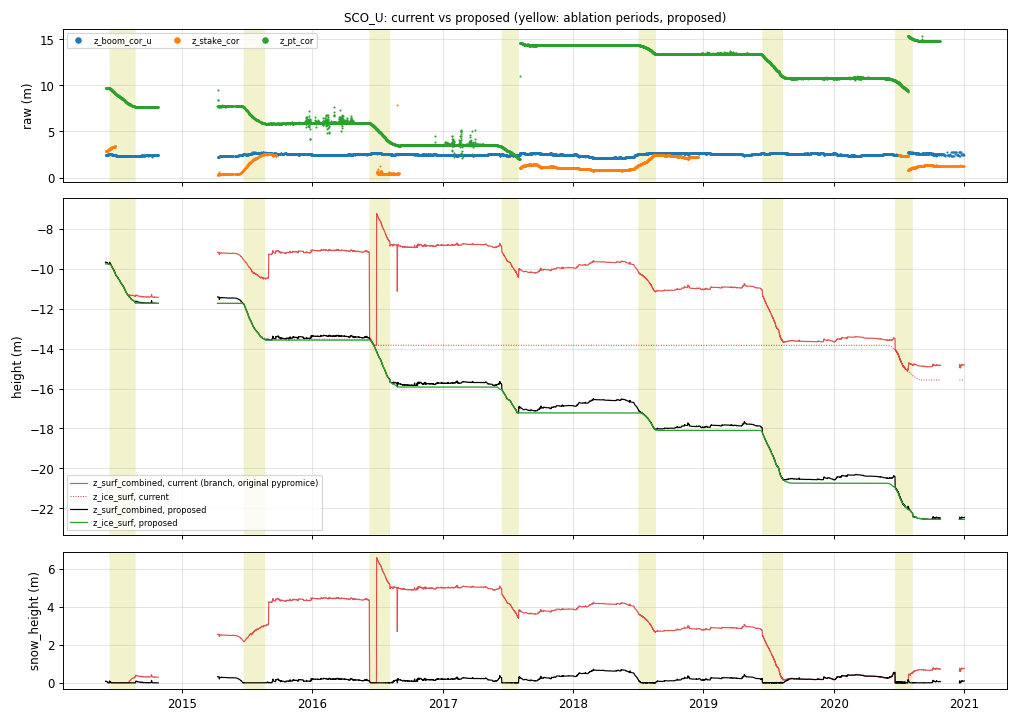 SCO_U: current vs proposed (yellow: ablation periods, proposed)
z_boom_cor_u
z_stake_cor
z_pt_cor
raw (m)
15
10
5
0
height (m)
−8
−10
−12
−14
−16
−18
−20
−22
z_surf_combined, current (branch, original pypromice)
z_ice_surf, current
z_surf_combined, proposed
z_ice_surf, proposed
snow_height (m)
6
4
2
0
2015 2016 2017 2018 2019 2020 2021